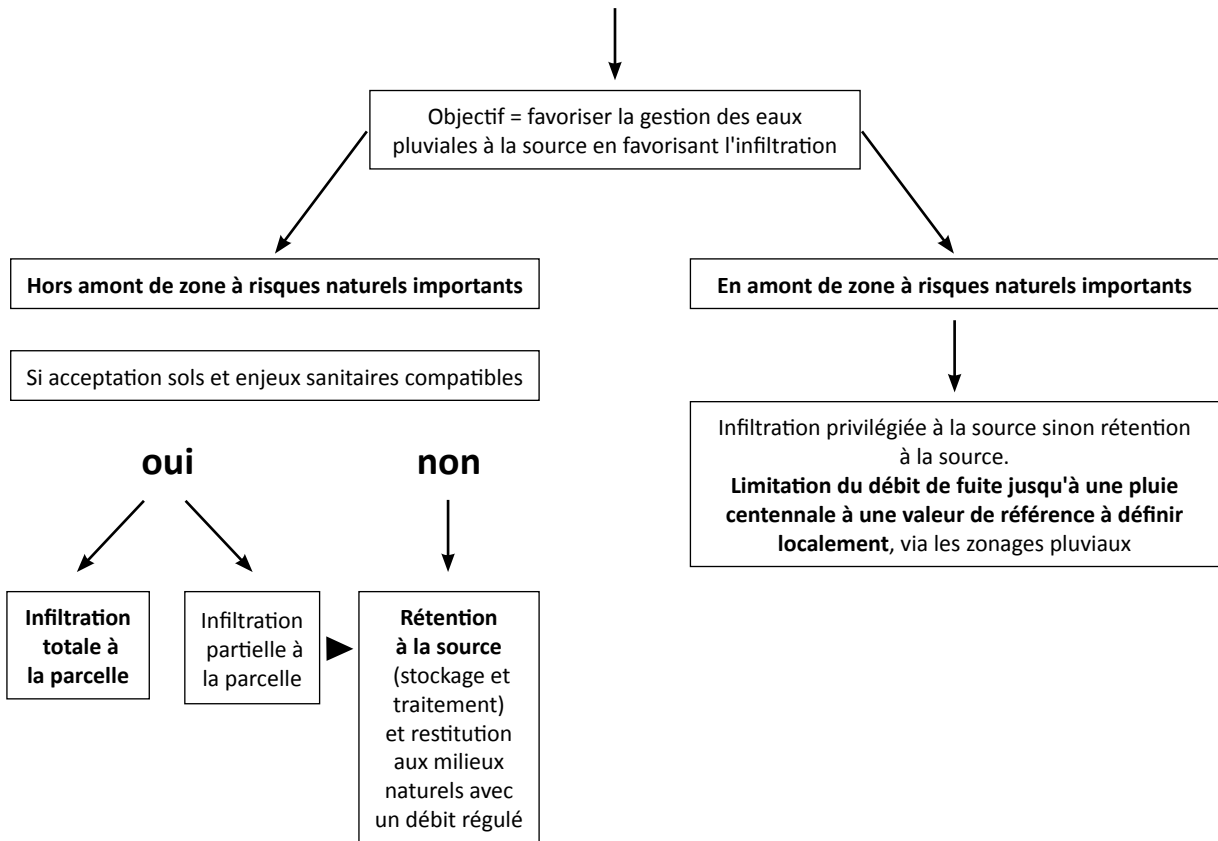 Objectif = favoriser la gestion des eaux
pluviales à la source en favorisant l'infiltration
Hors amont de zone à risques naturels importants
En amont de zone à risques naturels importants
Si acceptation sols et enjeux sanitaires compatibles
Infiltration privilégiée à la source sinon rétention
à la source.
Limitation du débit de fuite jusqu'à une pluie
centennale à une valeur de référence à définir
localement, via les zonages pluviaux
oui
non
Infiltration
totale à
la parcelle
Infiltration
partielle à
la parcelle
Rétention
à la source
(stockage et
traitement)
et restitution
aux milieux
naturels avec
un débit régulé